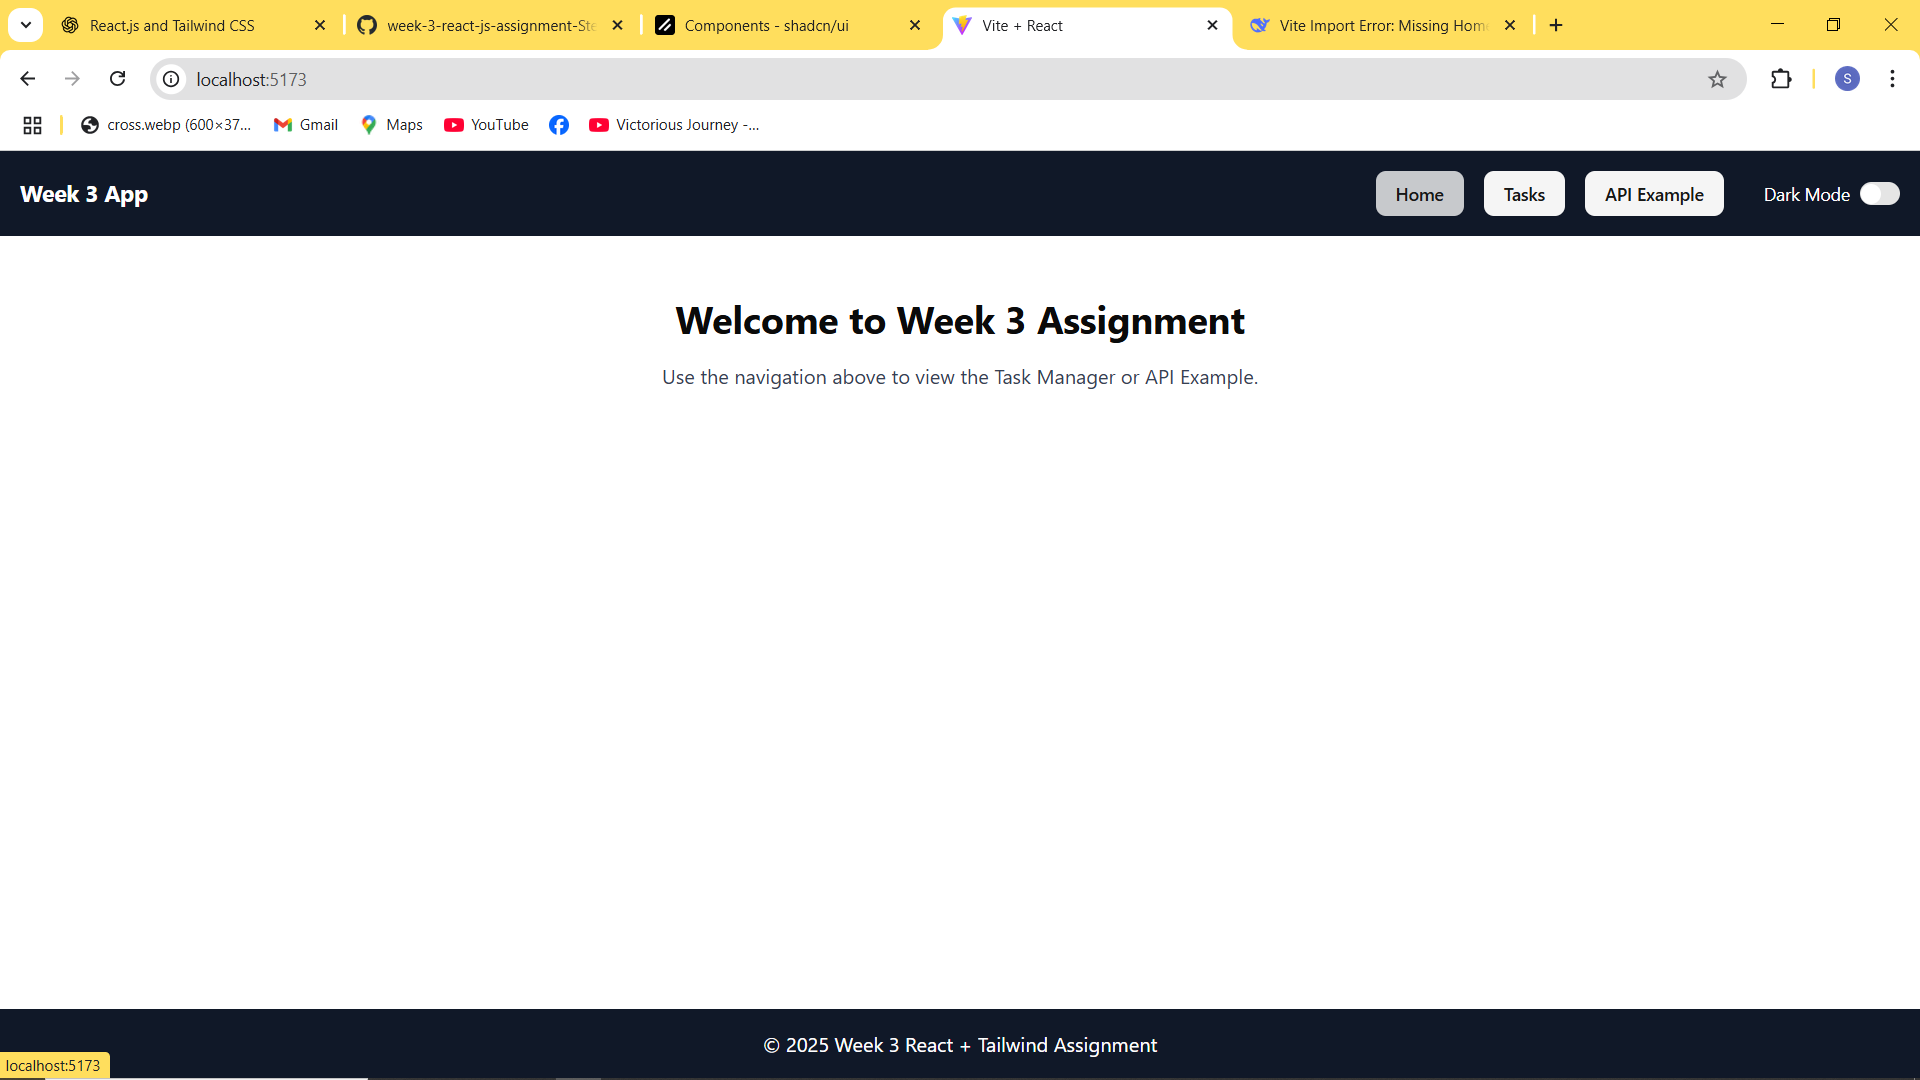 React.js and Tailwind CSS
week-3-react-js-assignment-Ste
Components - shadcn/ui
Vite + React
Vite Import Error: Missing Hom
localhost:5173
S
cross.webp (600×37...
Gmail
Maps
YouTube
Victorious Journey -...
Week 3 App
Home
Tasks
API Example
Dark Mode
Welcome to Week 3 Assignment
Use the navigation above to view the Task Manager or API Example.
© 2025 Week 3 React + Tailwind Assignment
localhost:5173